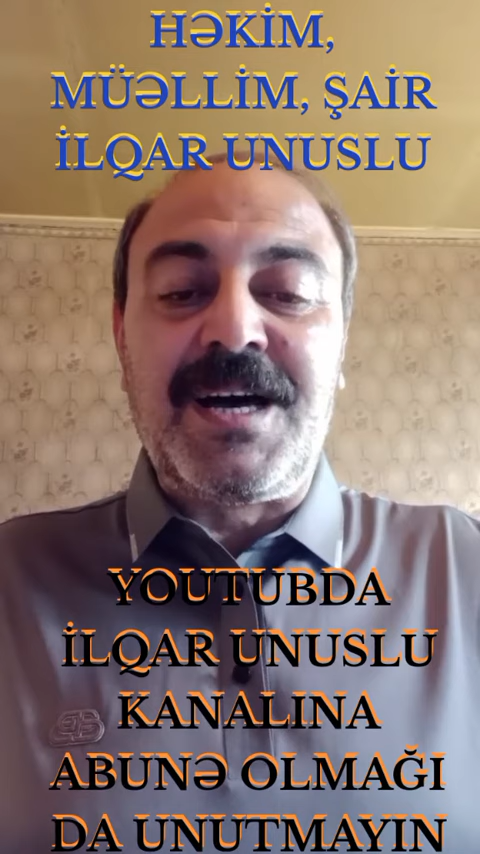 HƏKİM,
MÜƏLLİM, ŞAİR
İLQAR UNUSLU
YOUTUBDA
İLQAR UNUSLU
KANALINA
ABUNƏ OLMAĞI
DA UNUTMAYIN